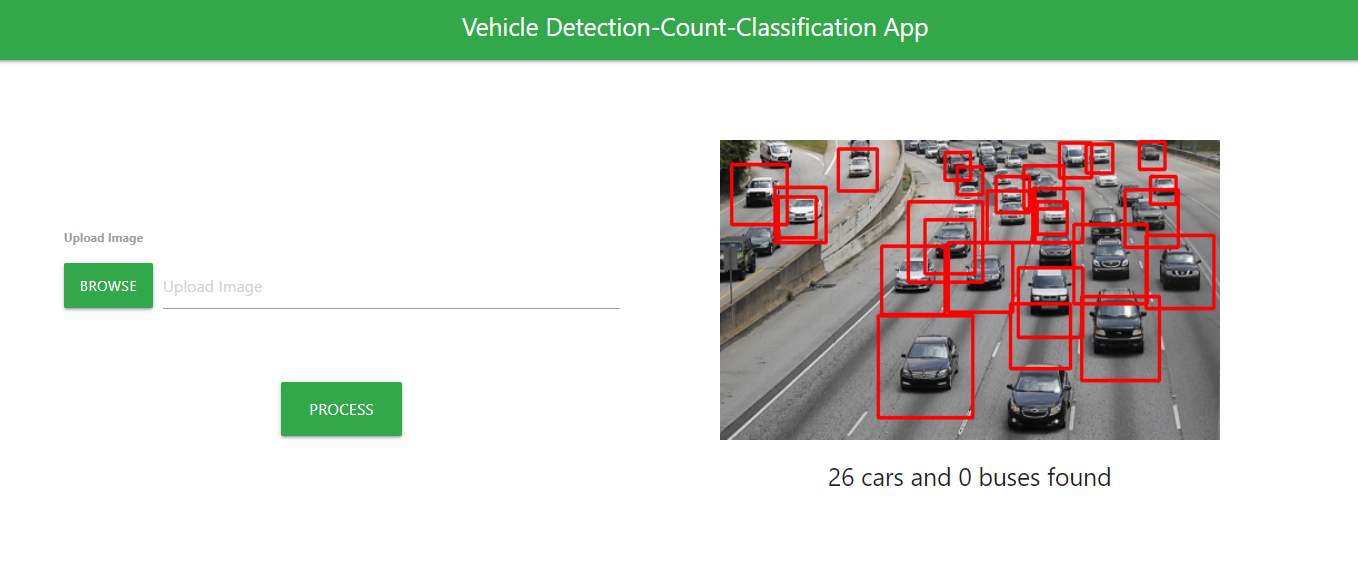 Vehicle Detection-Count-Classification App
Upload Image
BROWSE
Upload Image
PROCESS
26 cars and 0 buses found